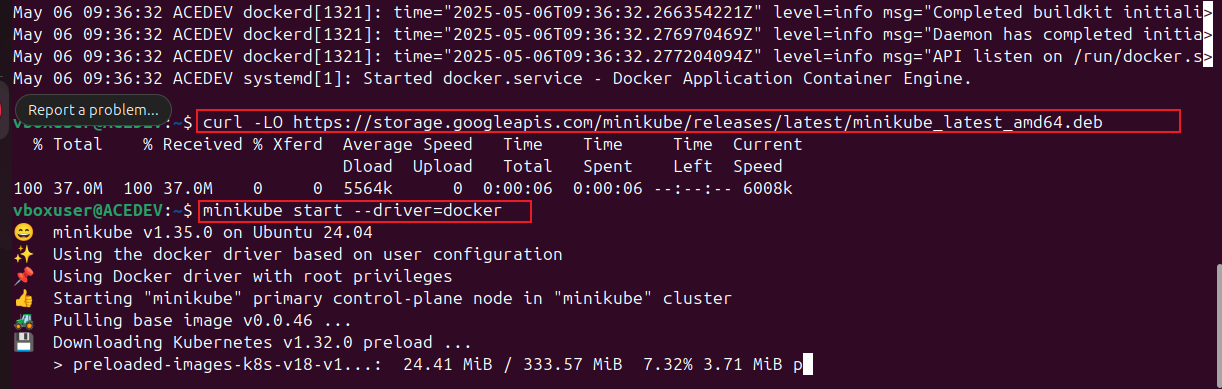 May 06 09:36:32 ACEDEV dockerd[1321]: time="2025-05-06T09:36:32.266354221Z" level=info msg="Completed buildkit initiali>
May 06 09:36:32 ACEDEV dockerd[1321]: time="2025-05-06T09:36:32.276970469Z" level=info msg="Daemon has completed initia>
May 06 09:36:32 ACEDEV dockerd[1321]: time="2025-05-06T09:36:32.277204094Z" level=info msg="API listen on /run/docker.s>
May 06 09:36:32 ACEDEV systemd[1]: Started docker.service - Docker Application Container Engine.
Report a problem...
vboxuser@ACEDEV:~$ curl -LO https://storage.googleapis.com/minikube/releases/latest/minikube_latest_amd64.deb
% Total % Received % Xferd Average Speed Time Time Time Current
Dload Upload Total Spent Left Speed
100 37.0M 100 37.0M 0 0 5564k 0 0:00:06 0:00:06 --:--:-- 6008k
vboxuser@ACEDEV:~$ minikube start --driver=docker
😄 minikube v1.35.0 on Ubuntu 24.04
✨ Using the docker driver based on user configuration
📌 Using Docker driver with root privileges
👍 Starting "minikube" primary control-plane node in "minikube" cluster
🚜 Pulling base image v0.0.46 ...
💾 Downloading Kubernetes v1.32.0 preload ...
> preloaded-images-k8s-v18-v1...: 24.41 MiB / 333.57 MiB 7.32% 3.71 MiB p